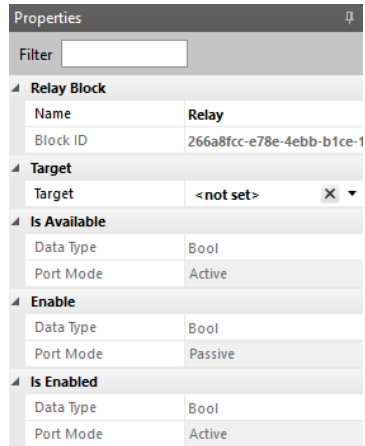 Properties
Filter
Relay Block
Name Relay
Block ID 266a8fcc-e78e-4ebb-b1ce-1
Target
Target <not set>
Is Available
Data Type Bool
Port Mode Active
Enable
Data Type Bool
Port Mode Passive
Is Enabled
Data Type Bool
Port Mode Active